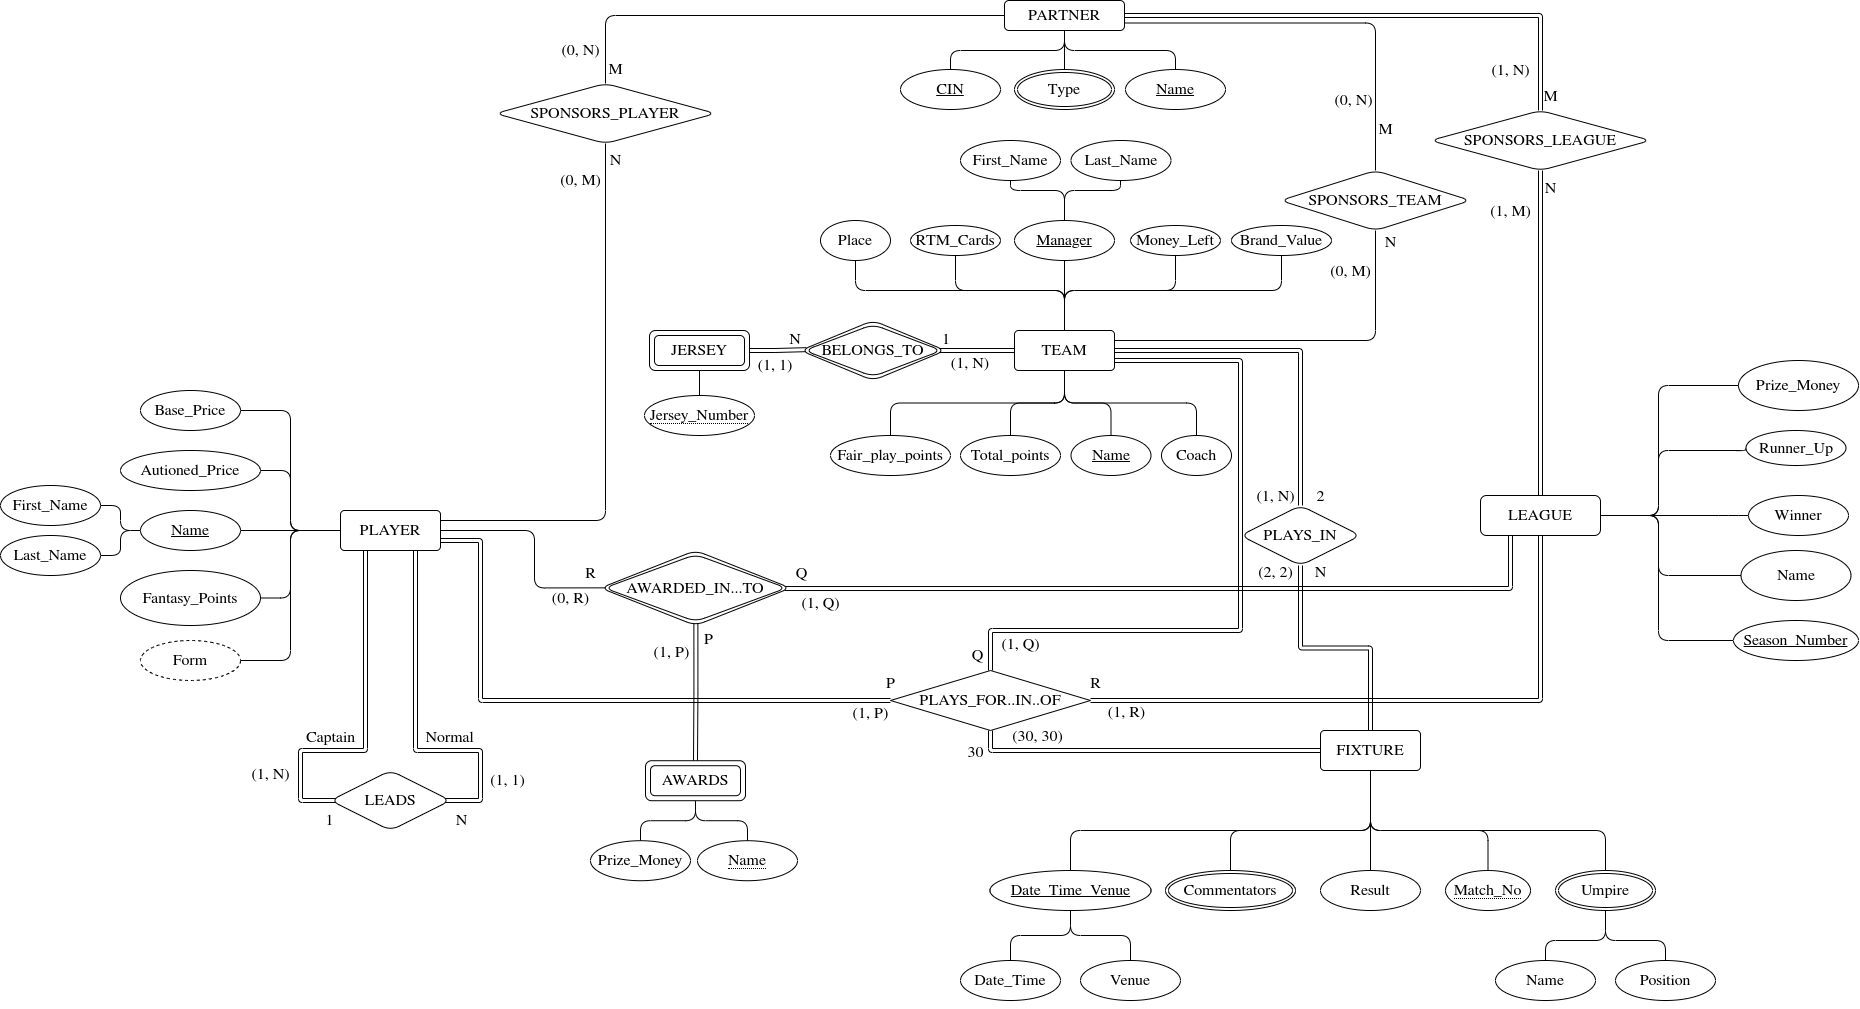 PARTNER
(0, N)
M
(1, N)
M
CIN
Type
Name
(0, N)
M
SPONSORS_PLAYER
SPONSORS_LEAGUE
N
(0, M)
First_Name
Last_Name
N
(1, M)
SPONSORS_TEAM
N
(0, M)
Place
RTM_Cards
Manager
Money_Left
Brand_Value
JERSEY
N
(1, 1)
BELONGS_TO
1
(1, N)
TEAM
Jersey_Number
Fair_play_points
Total_points
Name
Coach
Base_Price
Autioned_Price
First_Name
Name
Last_Name
Fantasy_Points
Form
PLAYER
(1, N)
2
PLAYS_IN
(2, 2)
N
LEAGUE
Prize_Money
Runner_Up
Winner
Name
Season_Number
R
(0, R)
AWARDED_IN...TO
Q
(1, Q)
(1, P)
P
Q
(1, Q)
P
(1, P)
PLAYS_FOR..IN..OF
R
(1, R)
30
(30, 30)
FIXTURE
Captain
Normal
(1, N)
(1, 1)
LEADS
1
N
AWARDS
Prize_Money
Name
Date_Time_Venue
Commentators
Result
Match_No
Umpire
Date_Time
Venue
Name
Position